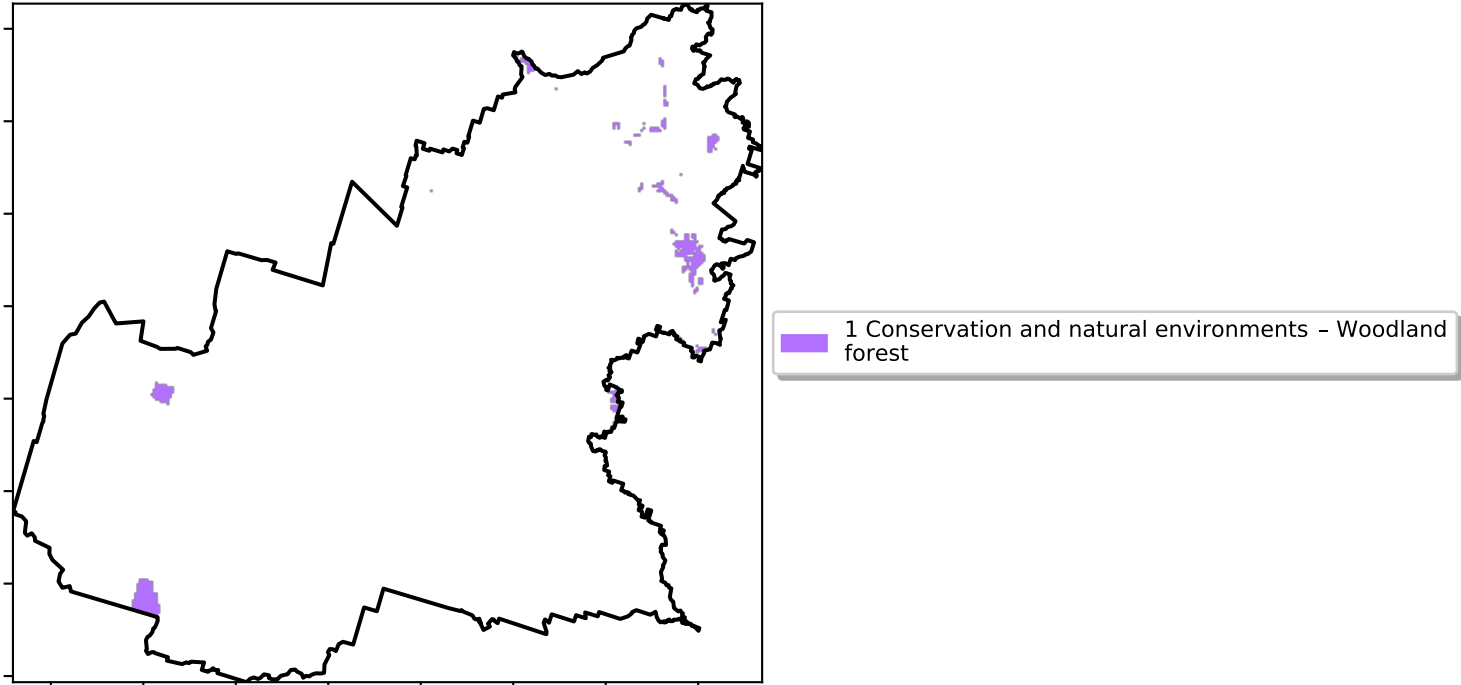 1 Conservation and natural environments – Woodland
forest